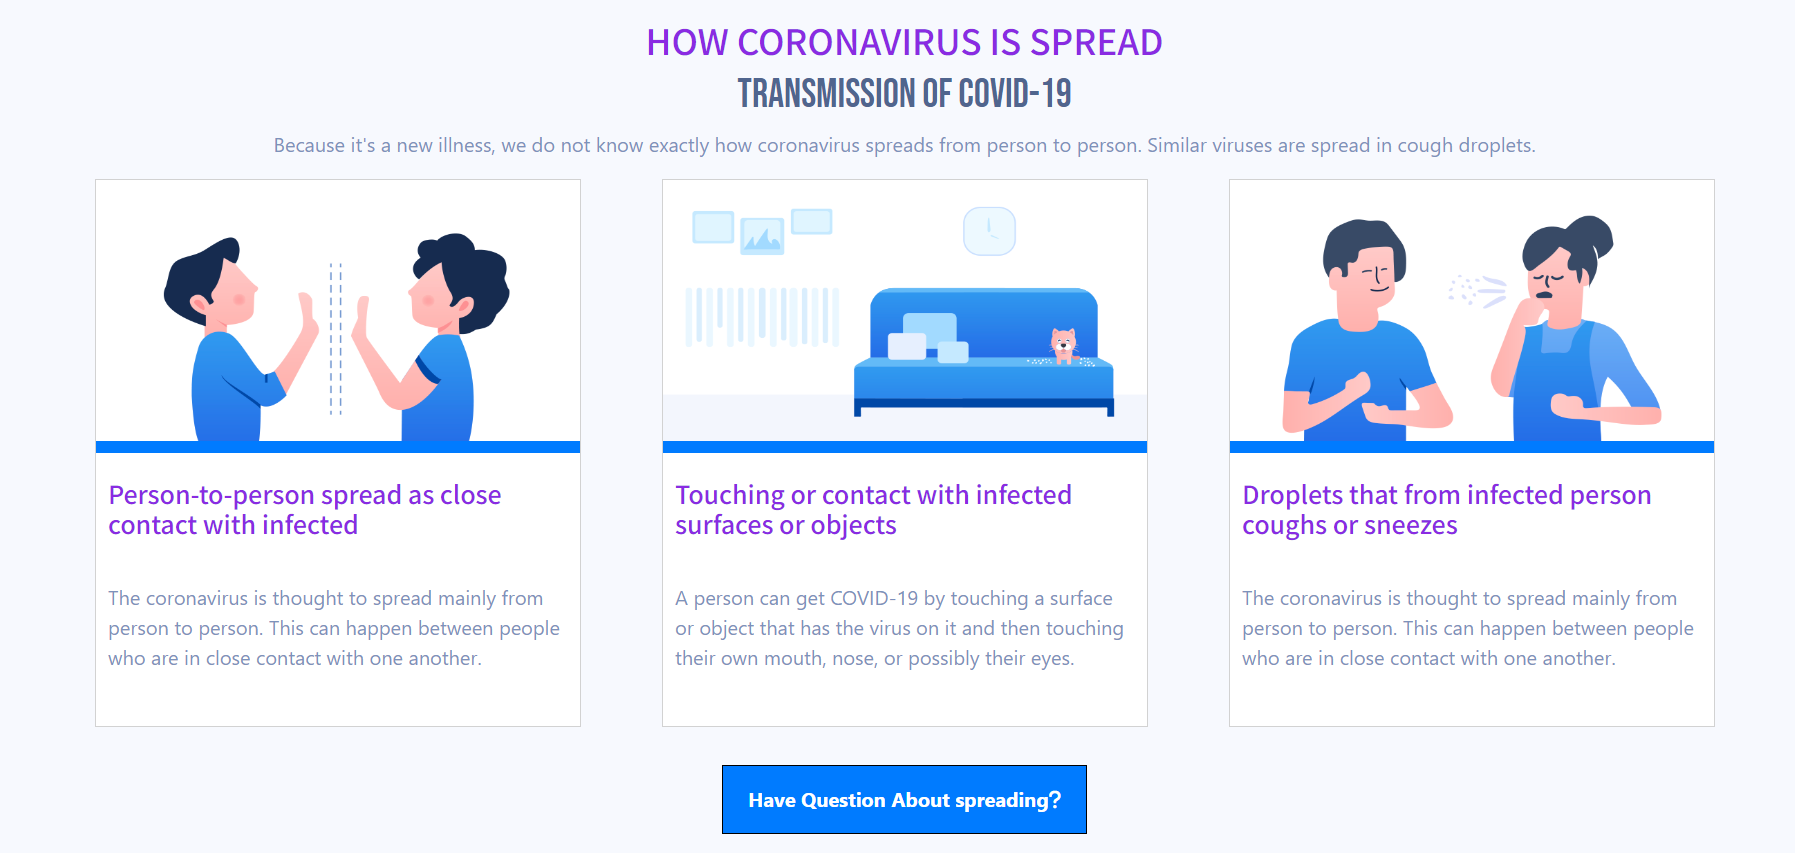 HOW CORONAVIRUS IS SPREAD
TRANSMISSION OF COVID-19
Because it's a new illness, we do not know exactly how coronavirus spreads from person to person. Similar viruses are spread in cough droplets.
Person-to-person spread as close
contact with infected
The coronavirus is thought to spread mainly from
person to person. This can happen between people
who are in close contact with one another.
Touching or contact with infected
surfaces or objects
A person can get COVID-19 by touching a surface
or object that has the virus on it and then touching
their own mouth, nose, or possibly their eyes.
Droplets that from infected person
coughs or sneezes
The coronavirus is thought to spread mainly from
person to person. This can happen between people
who are in close contact with one another.
Have Question About spreading?